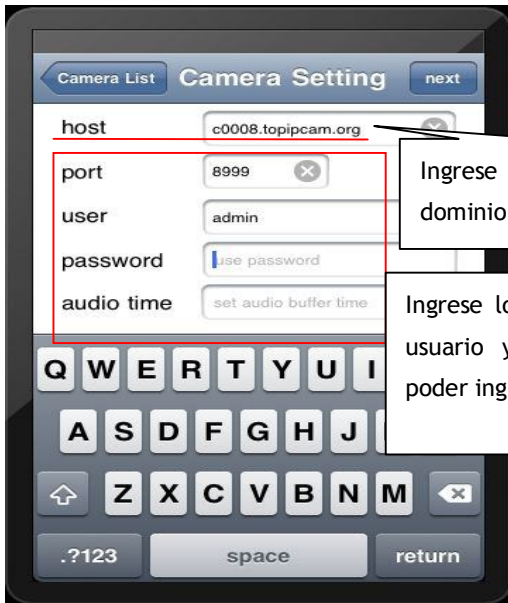 Camera List Camera Setting next
host c0008.topipcam.org
port 8999
user admin
password use password
audio time set audio buffer time
Ingrese
dominio
Ingrese
usuario
poder
Q W E R T Y U I
A S D F G H J
Z X C V B N M
.?123 space return